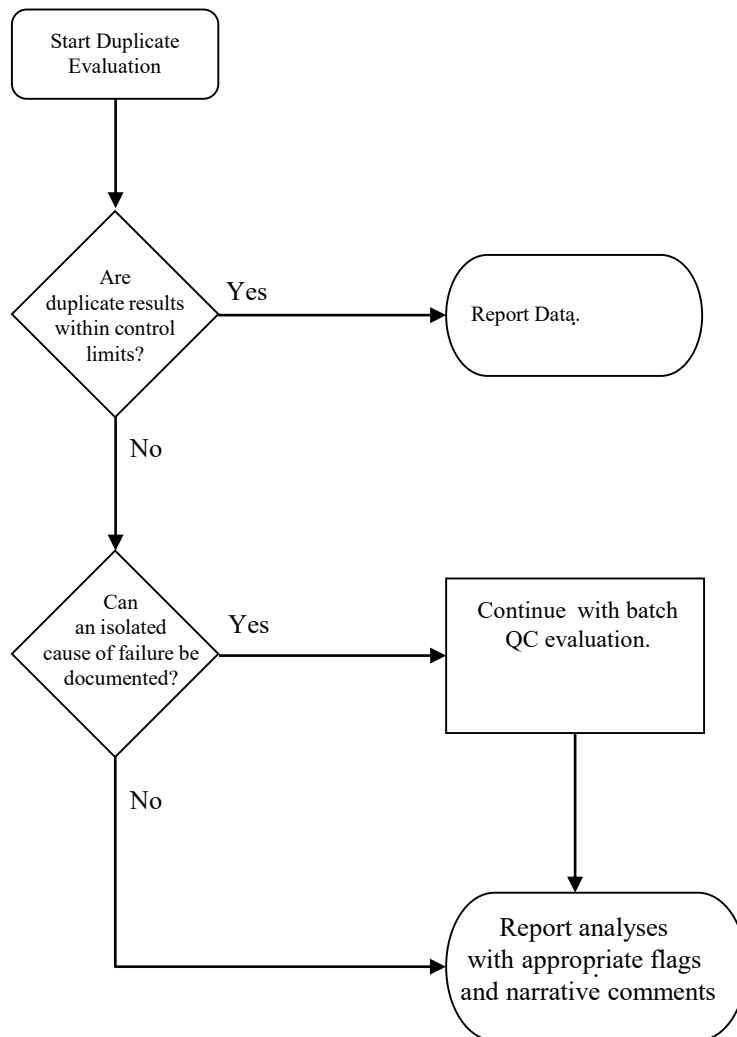 Start Duplicate
Evaluation
Are
duplicate results
within control
limits?
Yes
Report Data.
No
Can
an isolated
cause of failure be
documented?
Yes
Continue with batch
QC evaluation.
No
Report analyses
with appropriate flags
and narrative comments